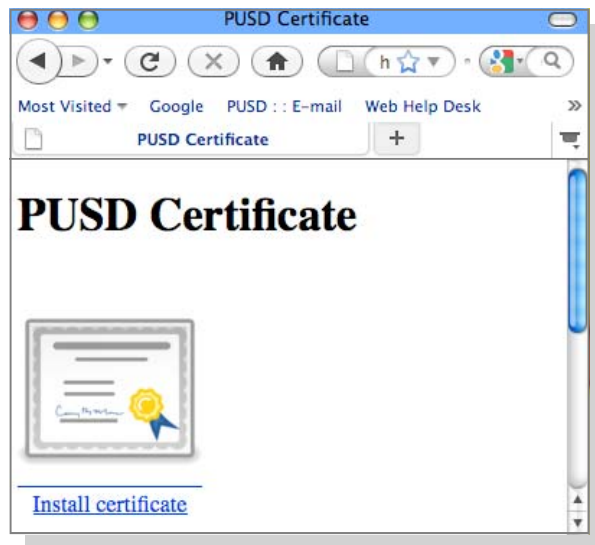 PUSD Certificate
h
Most Visited Google PUSD : : E-mail Web Help Desk »
PUSD Certificate +
PUSD Certificate
Install certificate